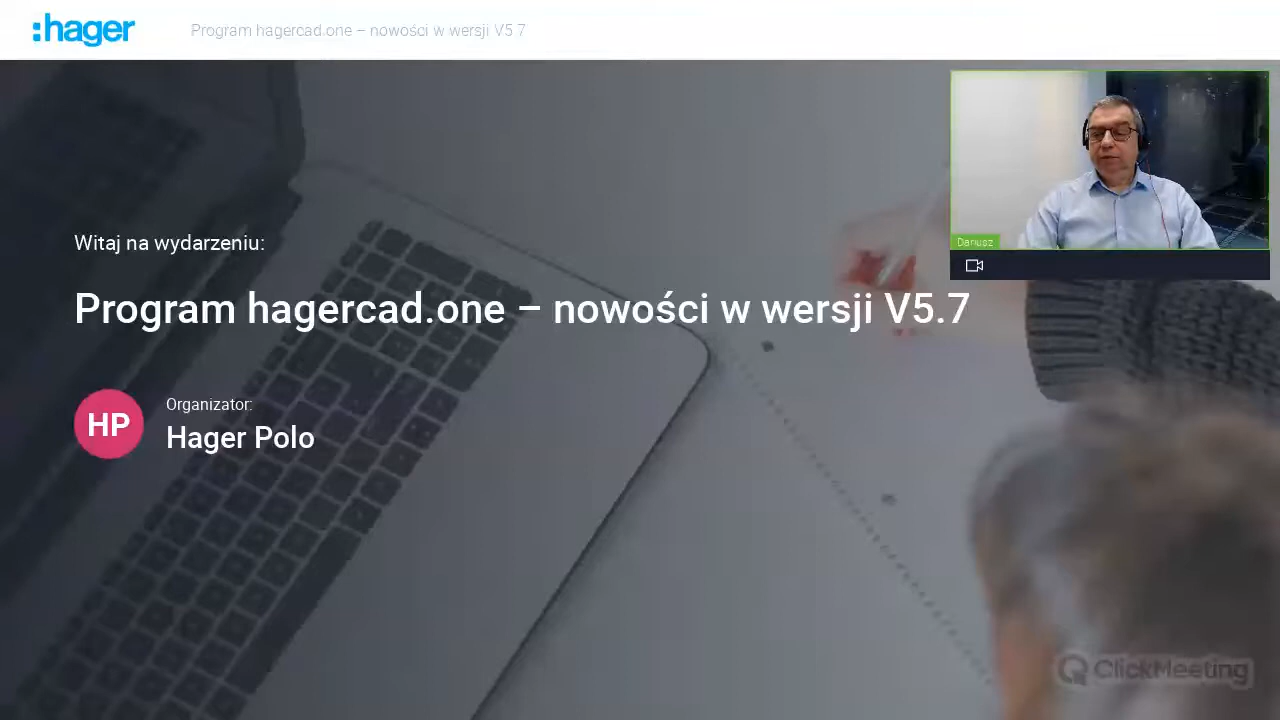 :hager
Program hagercad.one – nowości w wersji V5.7
Dariusz
Witaj na wydarzeniu:
Program hagercad.one – nowości w wersji V5.7
HP
Organizator:
Hager Polo
ClickMeeting